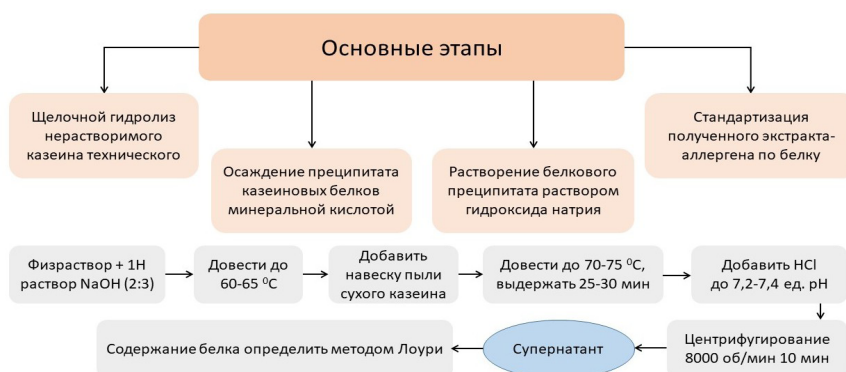 Основные этапы
Щелочной гидролиз
нерастворимого
казеина технического
Осаждение преципитата
казеиновых белков
минеральной кислотой
Растворение белкового
преципитата раствором
гидроксида натрия
Стандартизация
полученного экстракта-
аллергена по белку
Физраствор + 1Н
раствор NaOH (2:3)
Довести до
60-65 ⁰С
Добавить
навеску пыли
сухого казеина
Довести до 70-75 ⁰С,
выдержать 25-30 мин
Добавить HCl
до 7,2-7,4 ед. рН
Центрифугирование
8000 об/мин 10 мин
Супернатант
Содержание белка определить методом Лоури